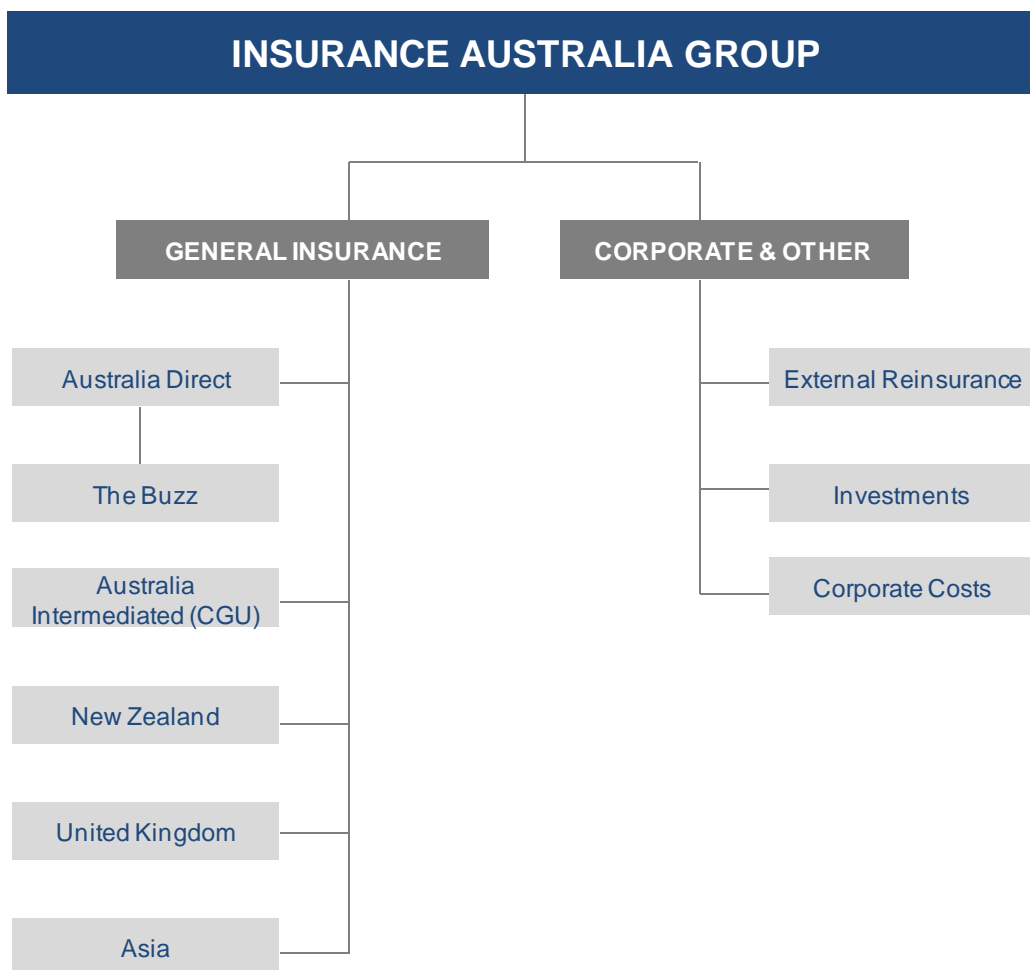 INSURANCE AUSTRALIA GROUP
GENERAL INSURANCE
CORPORATE & OTHER
Australia Direct
External Reinsurance
The Buzz
Investments
Australia
Intermediated (CGU)
Corporate Costs
New Zealand
United Kingdom
Asia